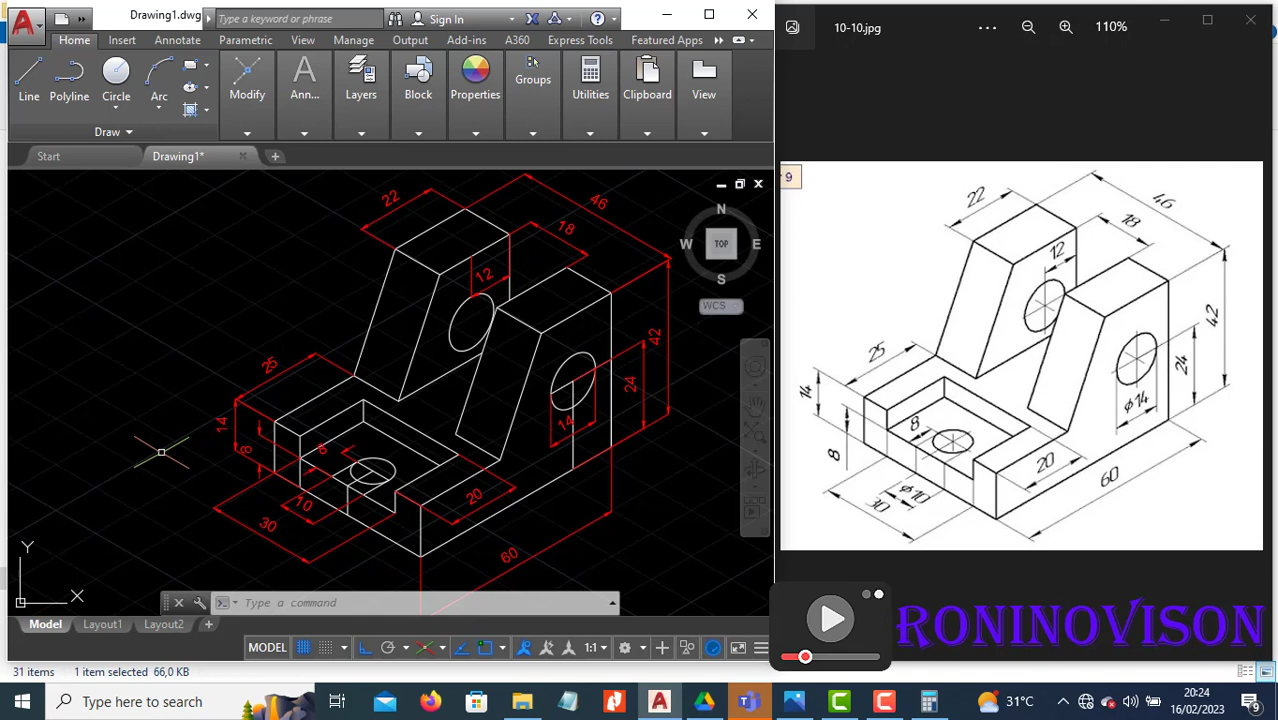 Drawing1.dwg
Type a keyword or phrase
Sign In
Home Insert Annotate Parametric View Manage Output Add-ins A360 Express Tools Featured Apps
Line Polyline Circle Arc
Modify Ann... Layers Block Properties Groups Utilities Clipboard View
Draw
Start Drawing1*
22
46
18
12
25
42
24
14
14
8
8
10
20
30
60
N
W TOP E
S
WCS
Y
X
Type a command
Model Layout1 Layout2
MODEL 1:1
31 items 1 item selected 66,0 KB
10-10.jpg
110%
9
22
46
18
12
42
25
24
14
ϕ14
8
8
20
ϕ10
60
30
RONINOVISON
Type here to search
31°C
20:24
16/02/2023
9